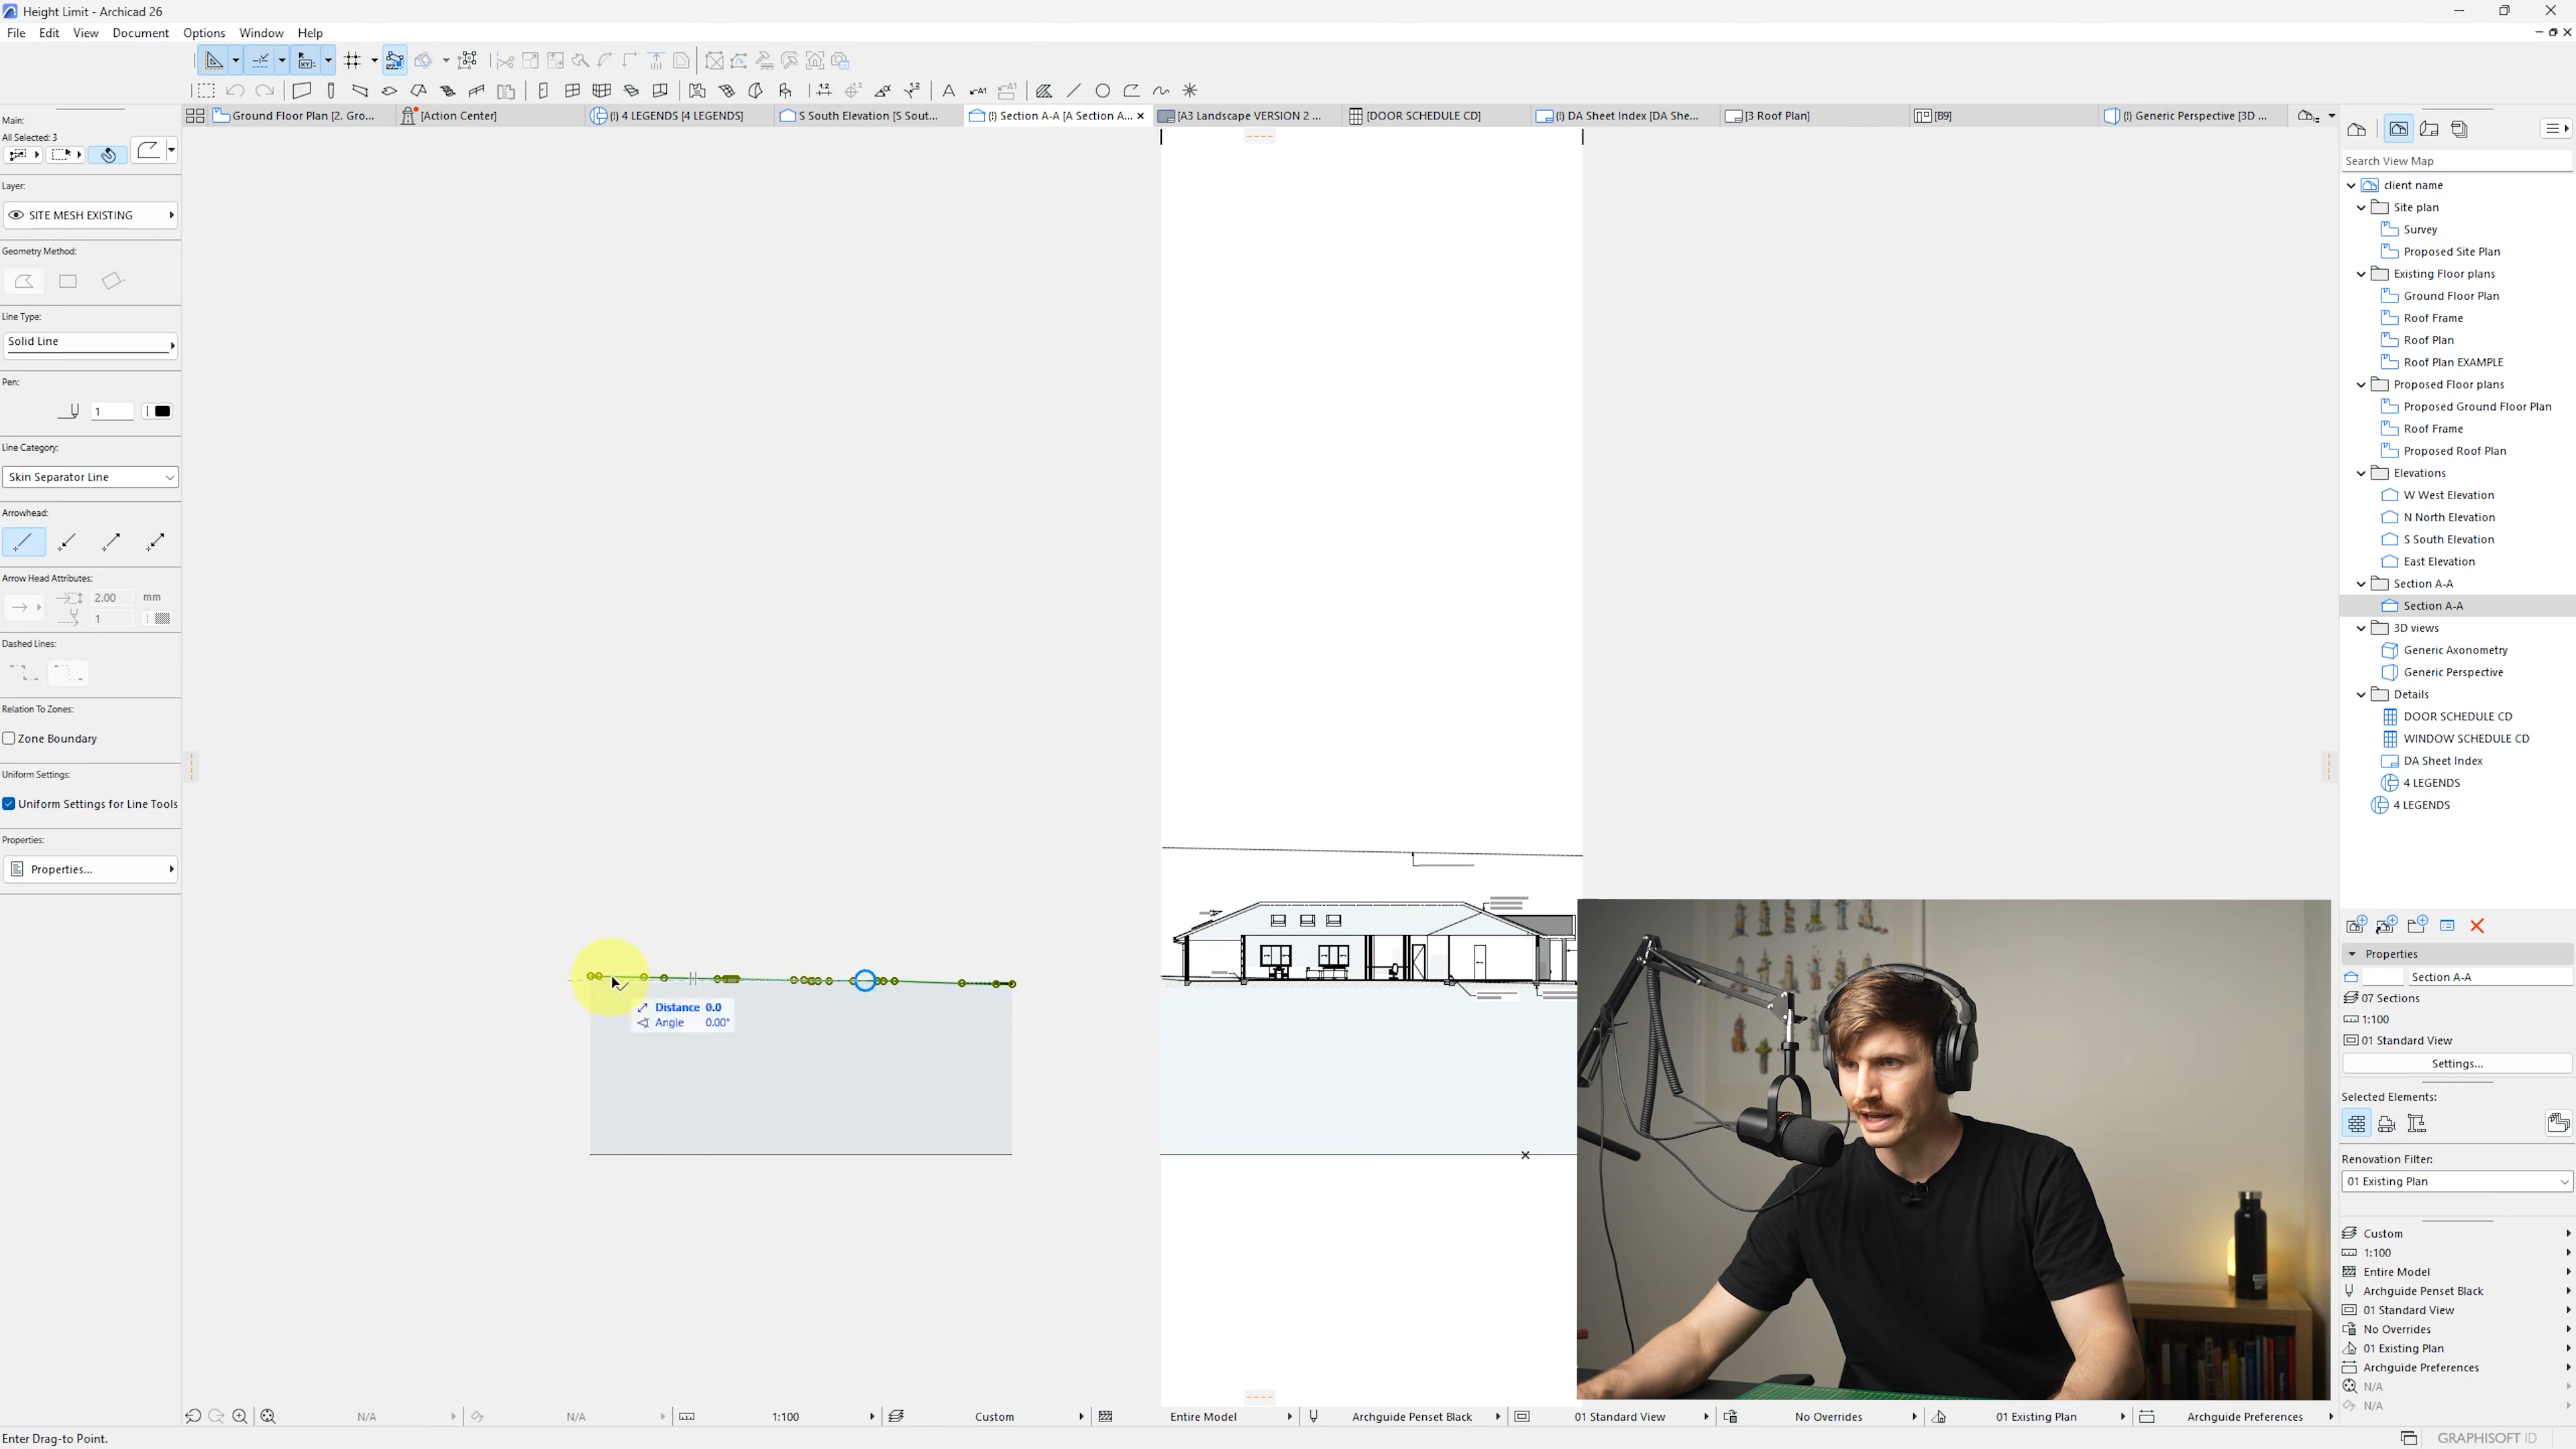 Height Limit - Archicad 26
File Edit View Document Options Window Help
Main:
All Selected: 3
Layer:
SITE MESH EXISTING
Geometry Method:
Line Type:
Solid Line
Pen:
1
Line Category:
Skin Separator Line
Arrowhead:
Arrow Head Attributes:
2.00 mm
1
Dashed Lines:
Relation To Zones:
Zone Boundary
Uniform Settings:
Uniform Settings for Line Tools
Properties:
Properties...
Ground Floor Plan [2. Gro...
[Action Center]
(!) 4 LEGENDS [4 LEGENDS]
S South Elevation [S Sout...
(!) Section A-A [A Section A...
[A3 Landscape VERSION 2 ...
[DOOR SCHEDULE CD]
(!) DA Sheet Index [DA She...
[3 Roof Plan]
[B9]
(!) Generic Perspective [3D ...
Distance 0.0
Angle 0.00°
Search View Map
client name
Site plan
Survey
Proposed Site Plan
Existing Floor plans
Ground Floor Plan
Roof Frame
Roof Plan
Roof Plan EXAMPLE
Proposed Floor plans
Proposed Ground Floor Plan
Roof Frame
Proposed Roof Plan
Elevations
W West Elevation
N North Elevation
S South Elevation
East Elevation
Section A-A
Section A-A
3D views
Generic Axonometry
Generic Perspective
Details
DOOR SCHEDULE CD
WINDOW SCHEDULE CD
DA Sheet Index
4 LEGENDS
4 LEGENDS
Properties
Section A-A
07 Sections
1:100
01 Standard View
Settings...
Selected Elements:
Renovation Filter:
01 Existing Plan
Custom
1:100
Entire Model
Archguide Penset Black
01 Standard View
No Overrides
01 Existing Plan
Archguide Preferences
N/A
N/A
N/A N/A 1:100 Custom Entire Model Archguide Penset Black 01 Standard View No Overrides 01 Existing Plan Archguide Preferences
Enter Drag-to Point.
GRAPHISOFT ID